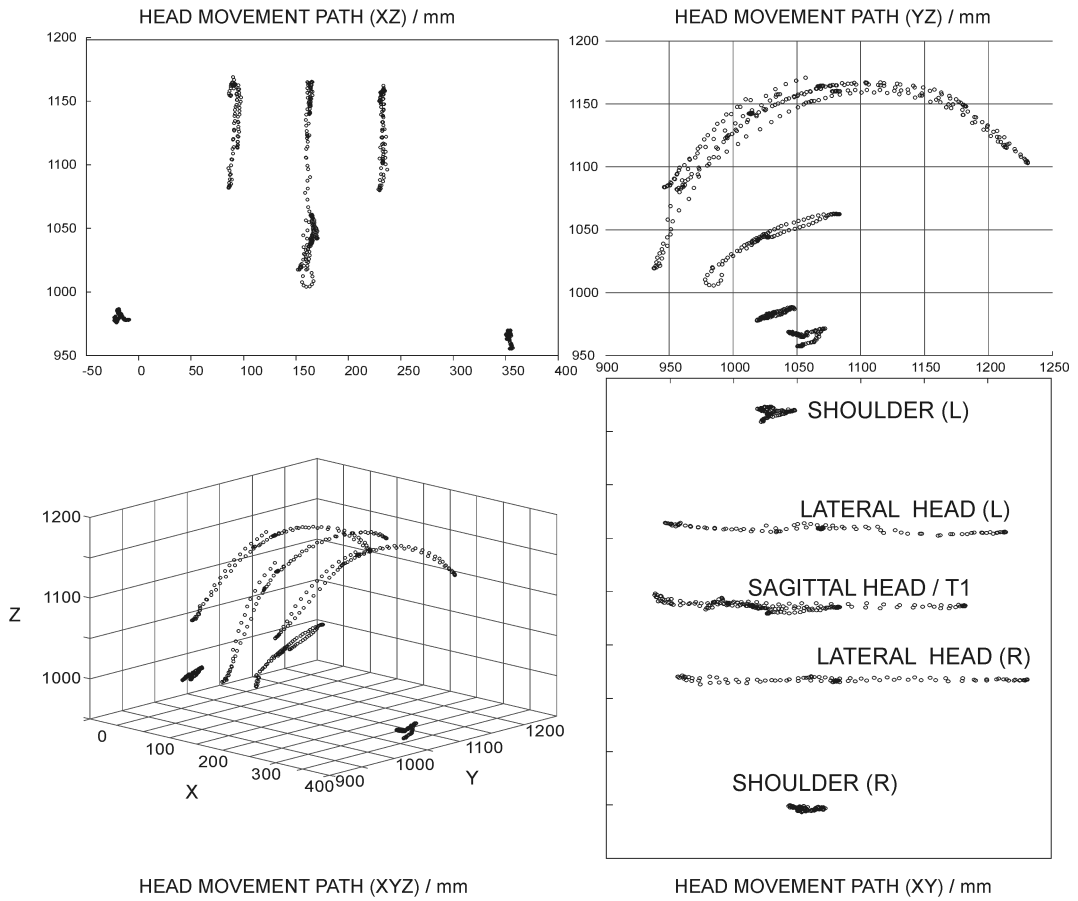 HEAD MOVEMENT PATH (XZ) / mm
1200
1150
1100
1050
1000
950
-50 0 50 100 150 200 250 300 350 400
HEAD MOVEMENT PATH (YZ) / mm
1200
1150
1100
1050
1000
950
900 950 1000 1050 1100 1150 1200 1250
1200
1100
1000
Z
0
100
200
300
400
X
900
1000
1100
1200
Y
HEAD MOVEMENT PATH (XYZ) / mm
SHOULDER (L)
LATERAL HEAD (L)
SAGITTAL HEAD / T1
LATERAL HEAD (R)
SHOULDER (R)
HEAD MOVEMENT PATH (XY) / mm